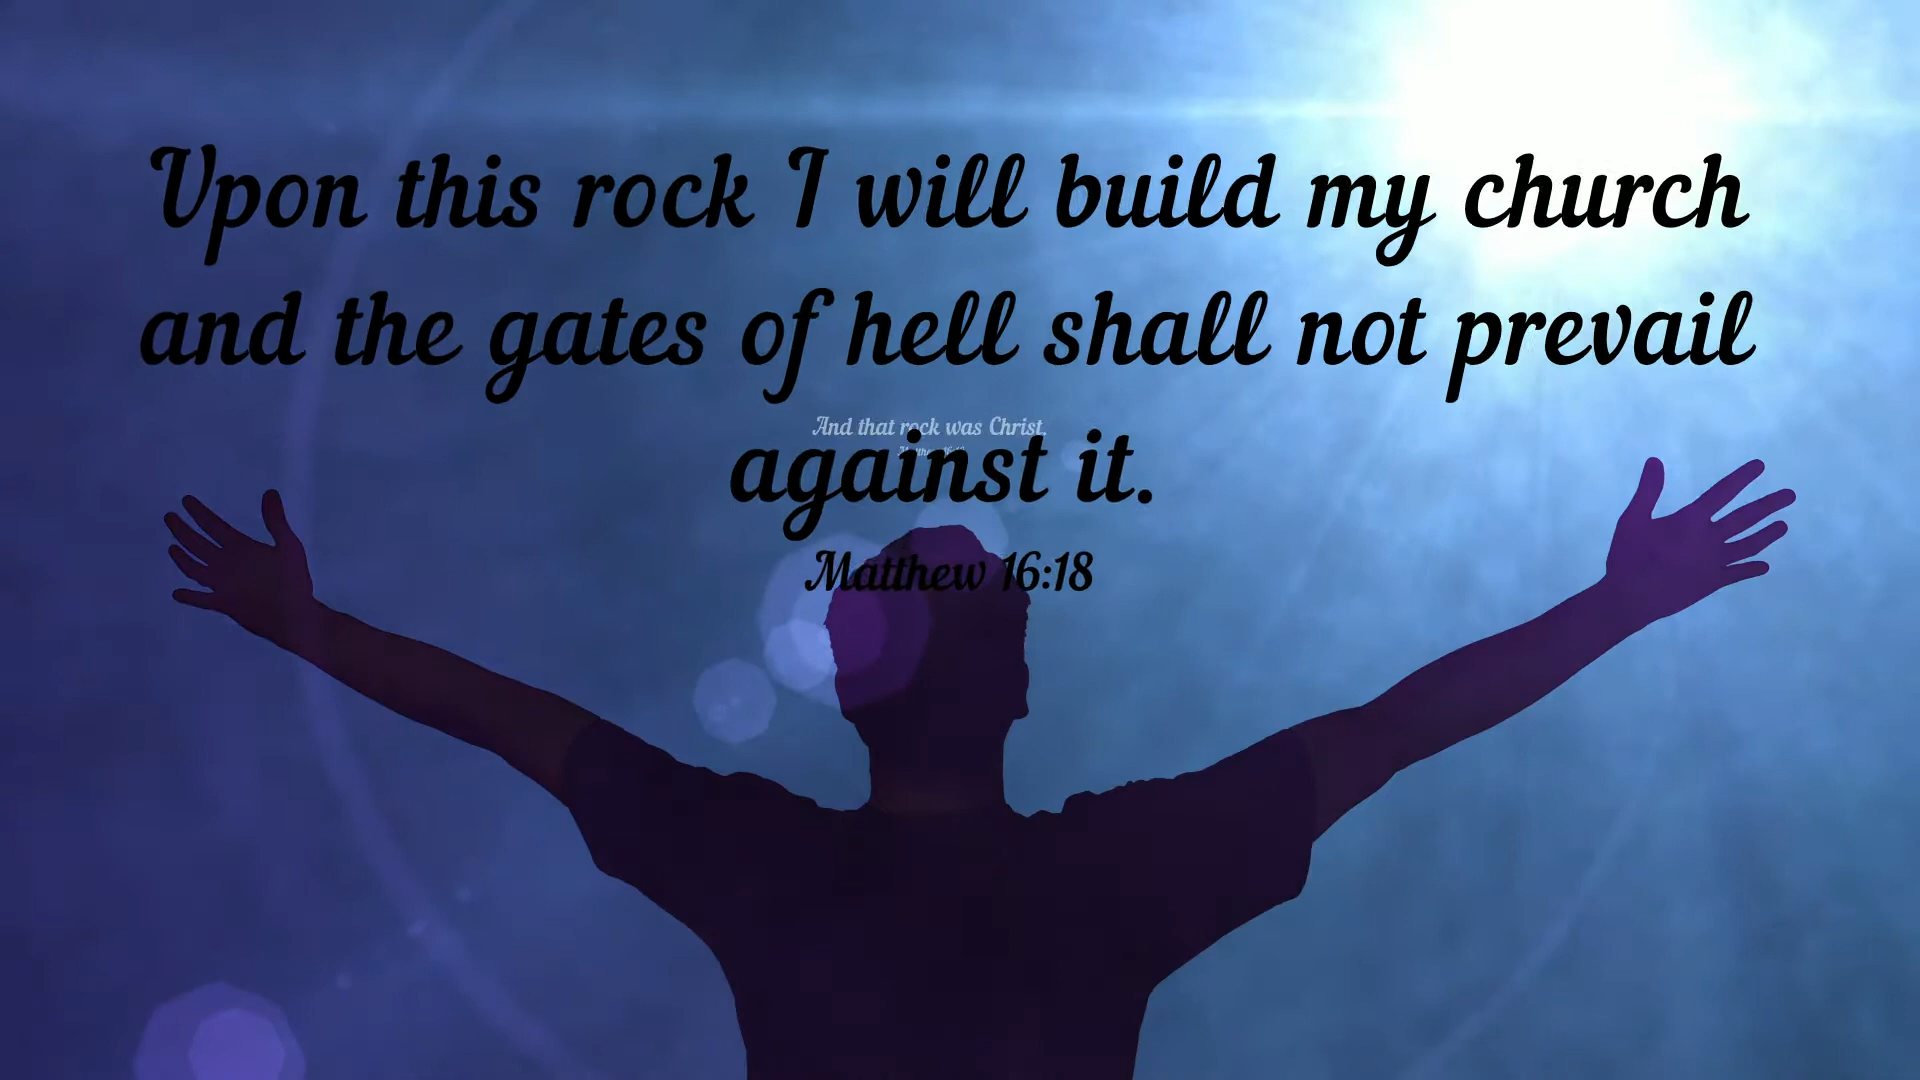 Upon this rock I will build my church
and the gates of hell shall not prevail
And that rock was Christ.
against it.
Matthew 16:18